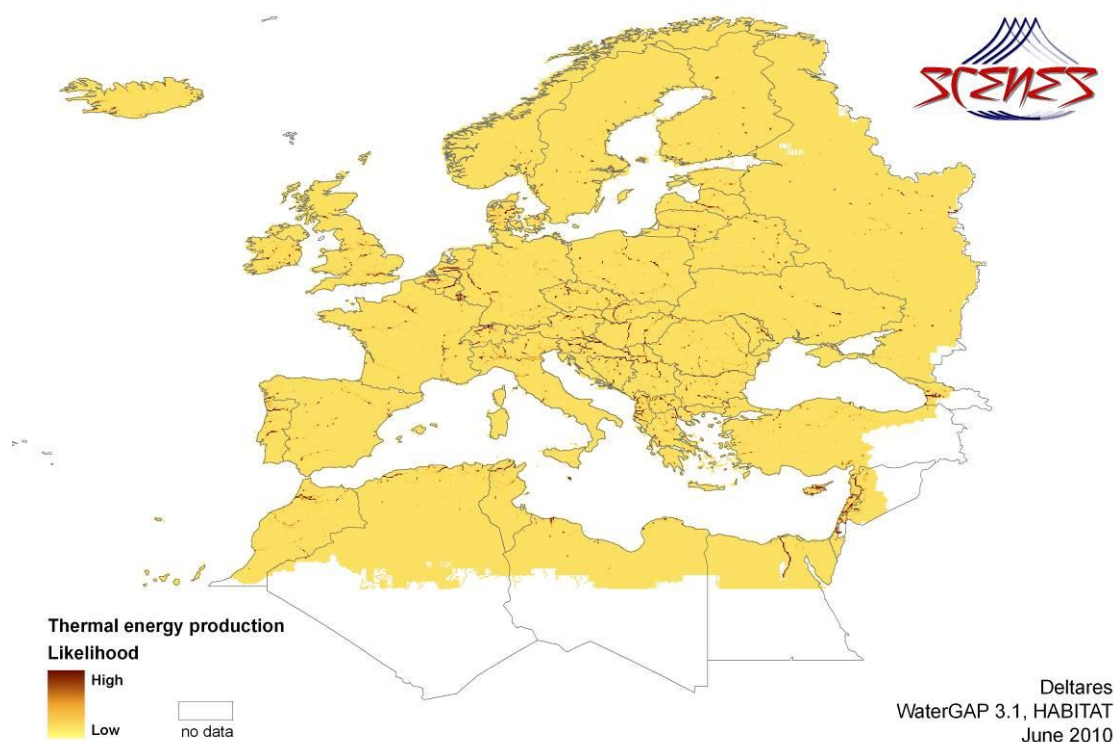 SCENES
Thermal energy production
Likelihood
High
Low
no data
Deltares
WaterGAP 3.1, HABITAT
June 2010